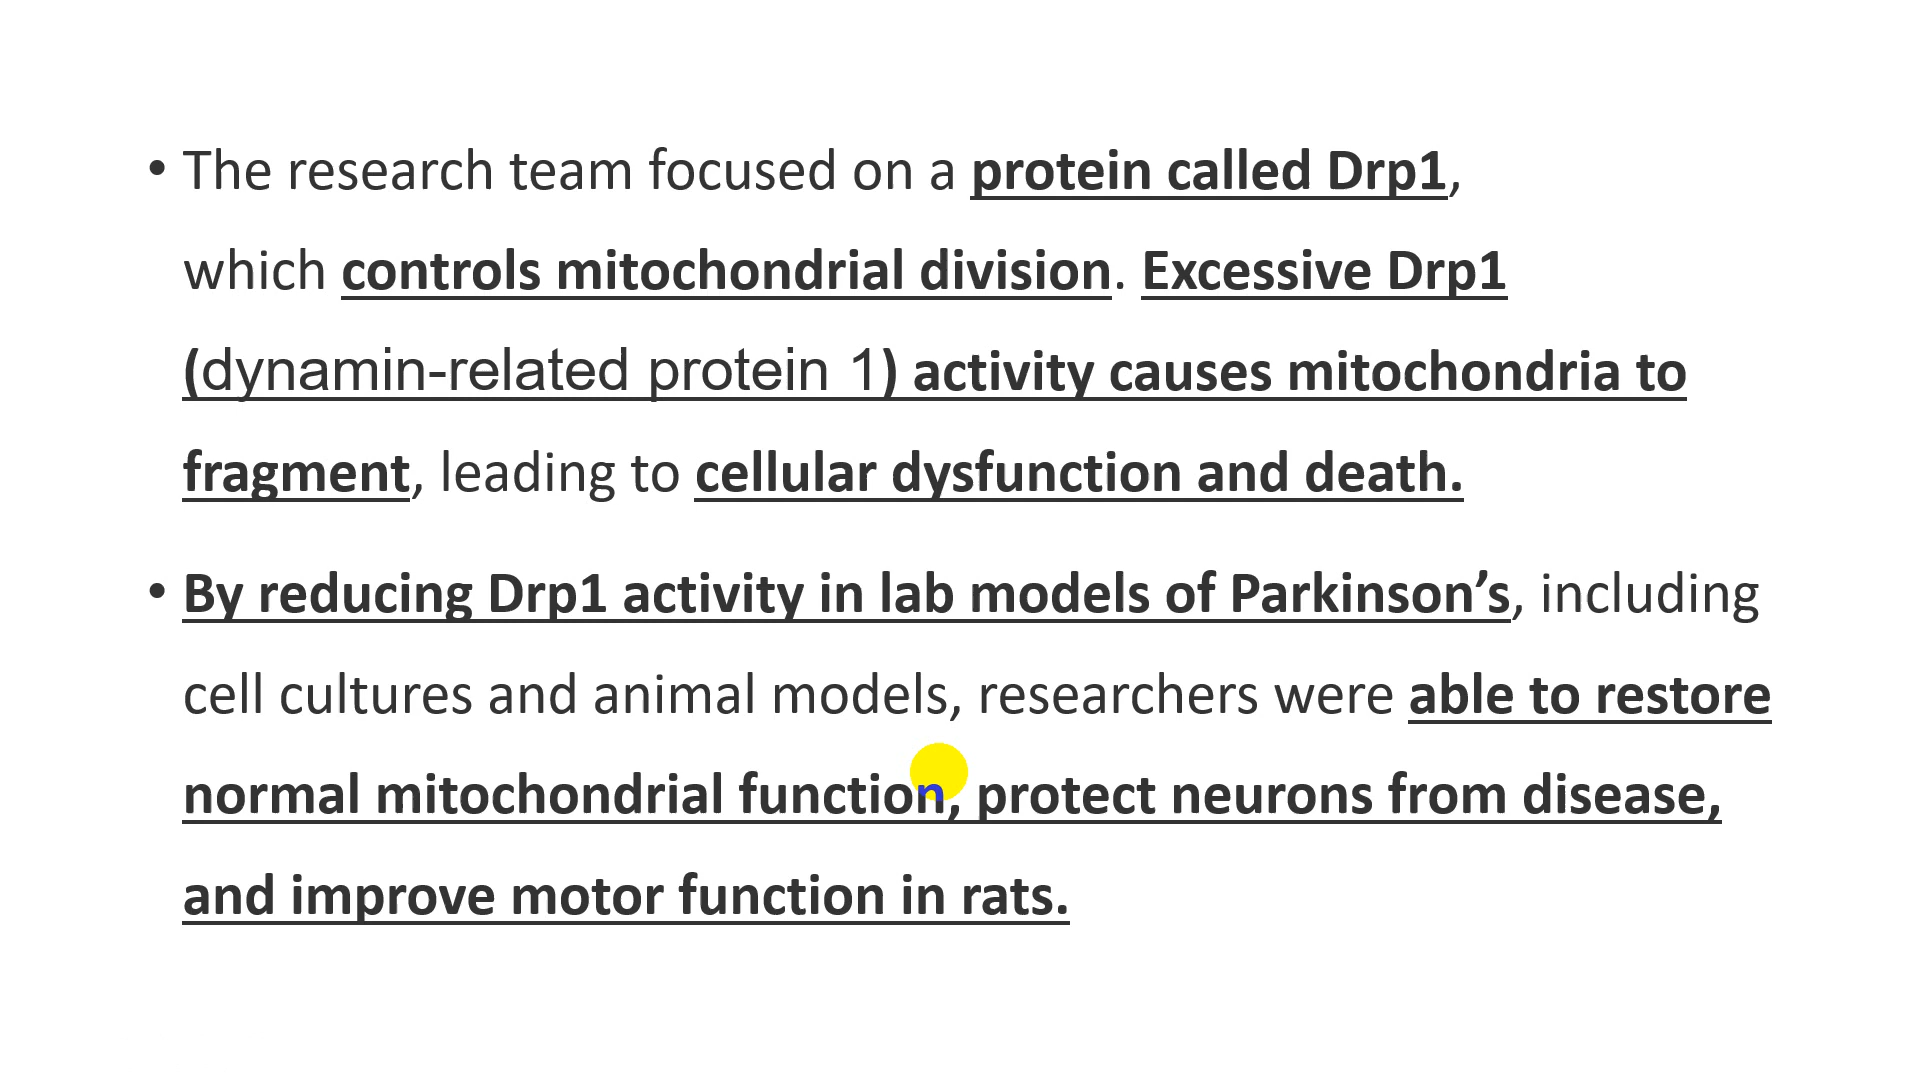 • The research team focused on a protein called Drp1,
which controls mitochondrial division. Excessive Drp1
(dynamin-related protein 1) activity causes mitochondria to
fragment, leading to cellular dysfunction and death.
• By reducing Drp1 activity in lab models of Parkinson’s, including
cell cultures and animal models, researchers were able to restore
normal mitochondrial function, protect neurons from disease,
and improve motor function in rats.